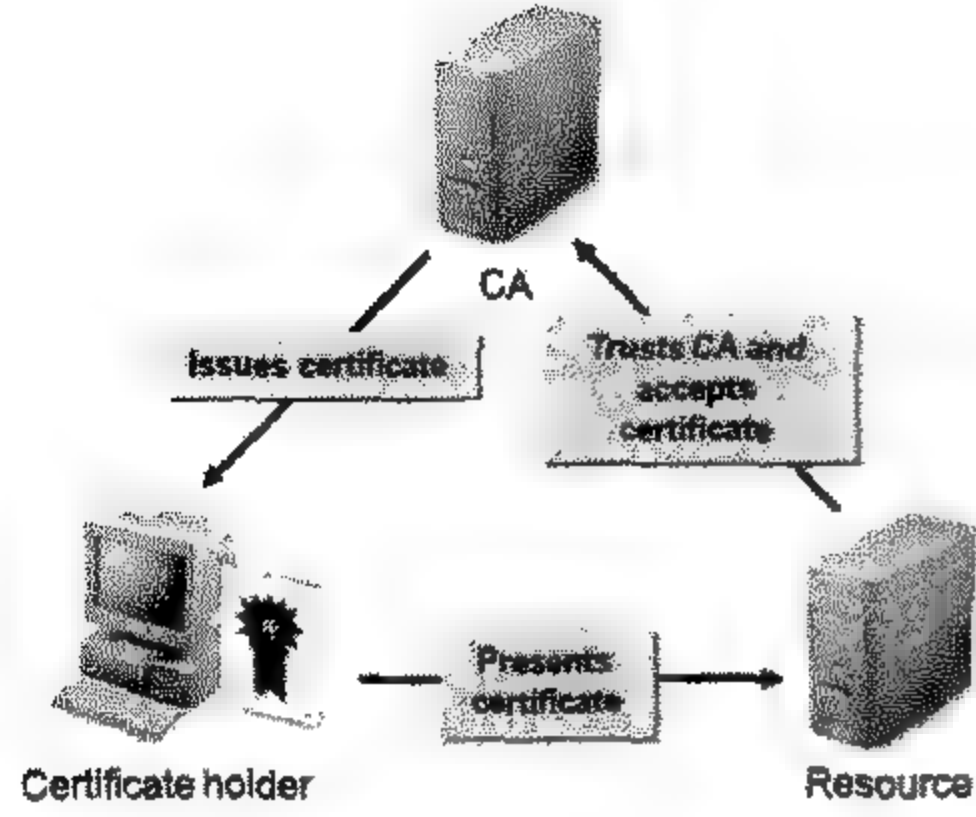 CA
Issues certificate
Trusts CA and
accepts
certificate
Presents
certificate
Certificate holder
Resource